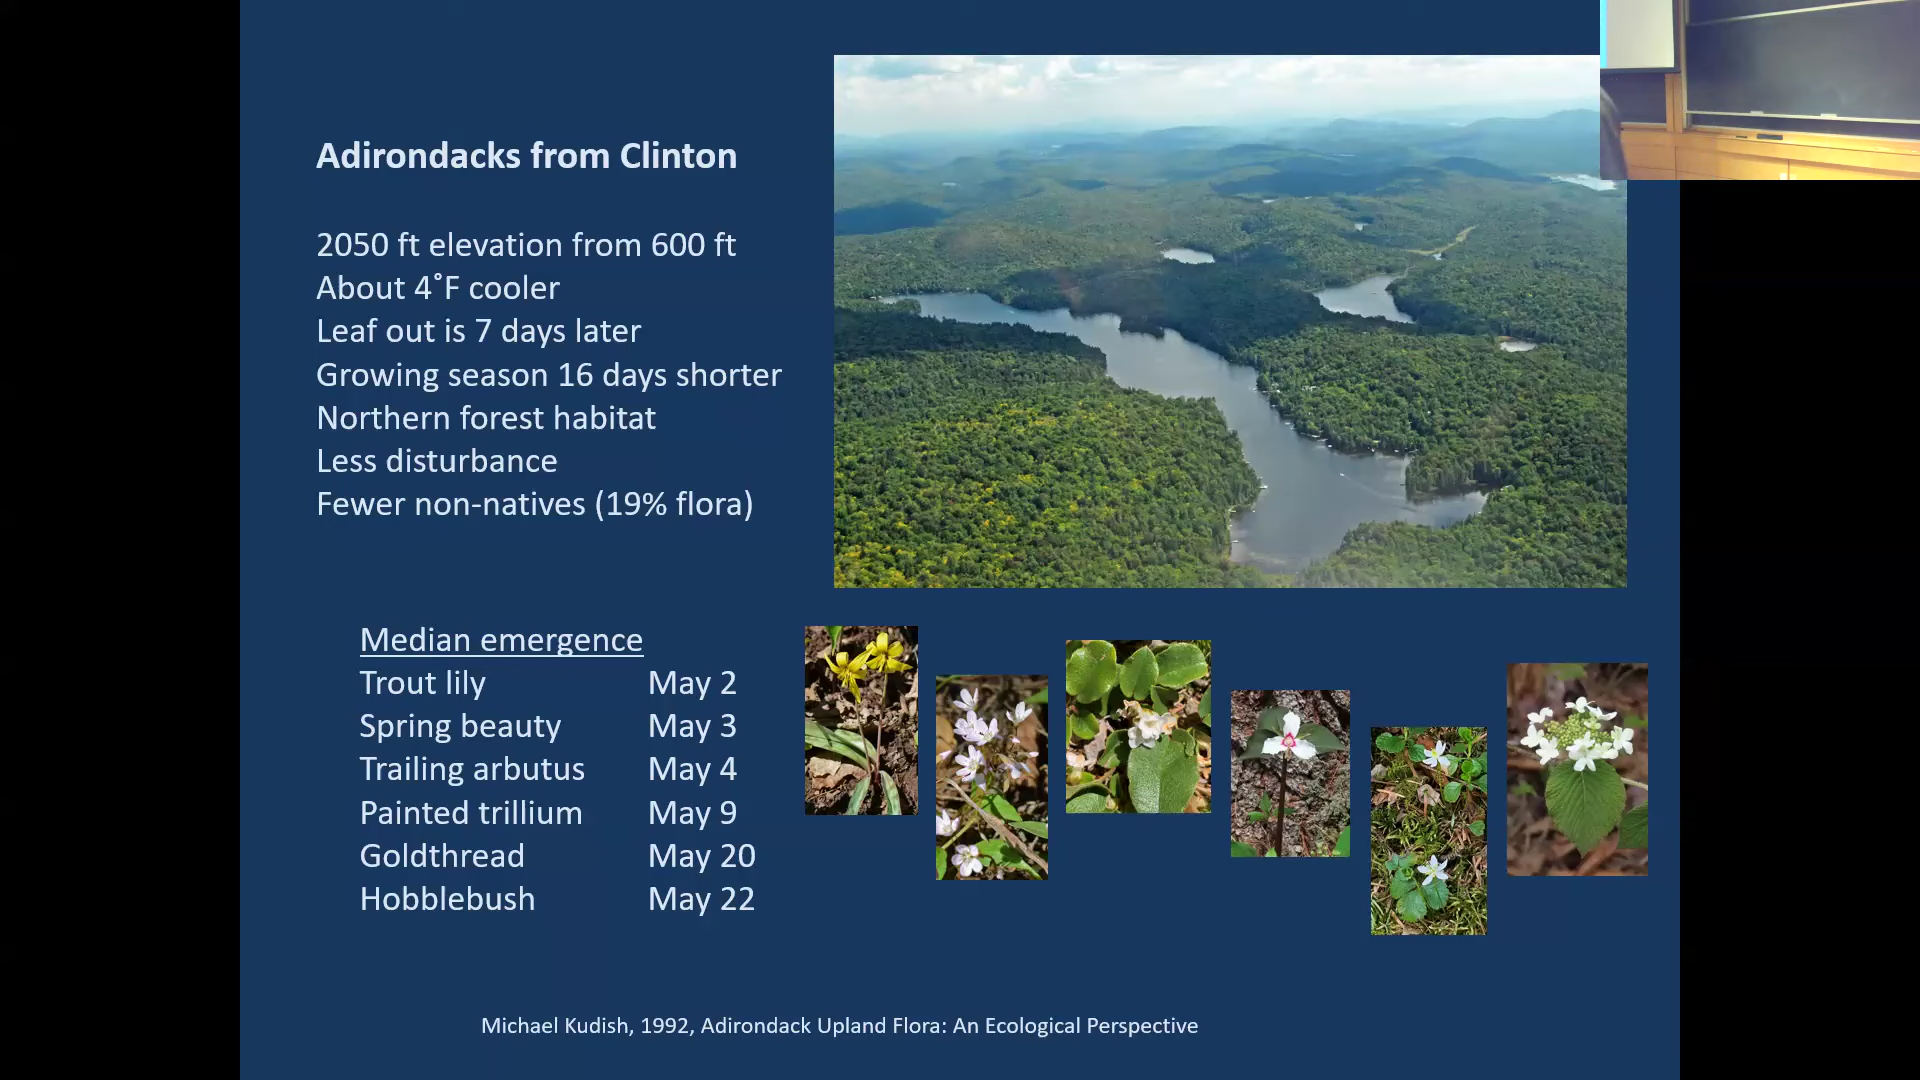 Adirondacks from Clinton
2050 ft elevation from 600 ft
About 4˚F cooler
Leaf out is 7 days later
Growing season 16 days shorter
Northern forest habitat
Less disturbance
Fewer non-natives (19% flora)
Median emergence
Trout lily May 2
Spring beauty May 3
Trailing arbutus May 4
Painted trillium May 9
Goldthread May 20
Hobblebush May 22
Michael Kudish, 1992, Adirondack Upland Flora: An Ecological Perspective